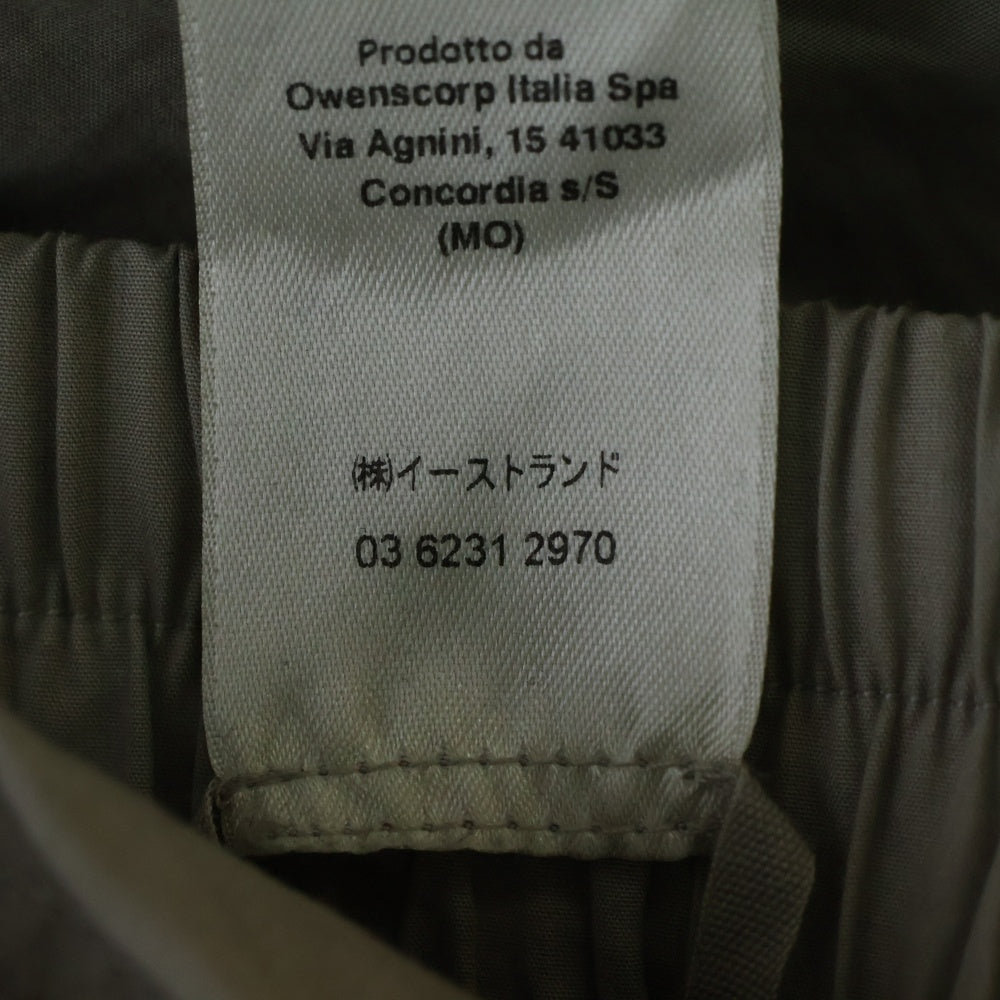 Prodotto da
Owenscorp Italia Spa
Via Agnini, 15 41033
Concordia s/S
(MO)
㈱イーストランド
03 6231 2970